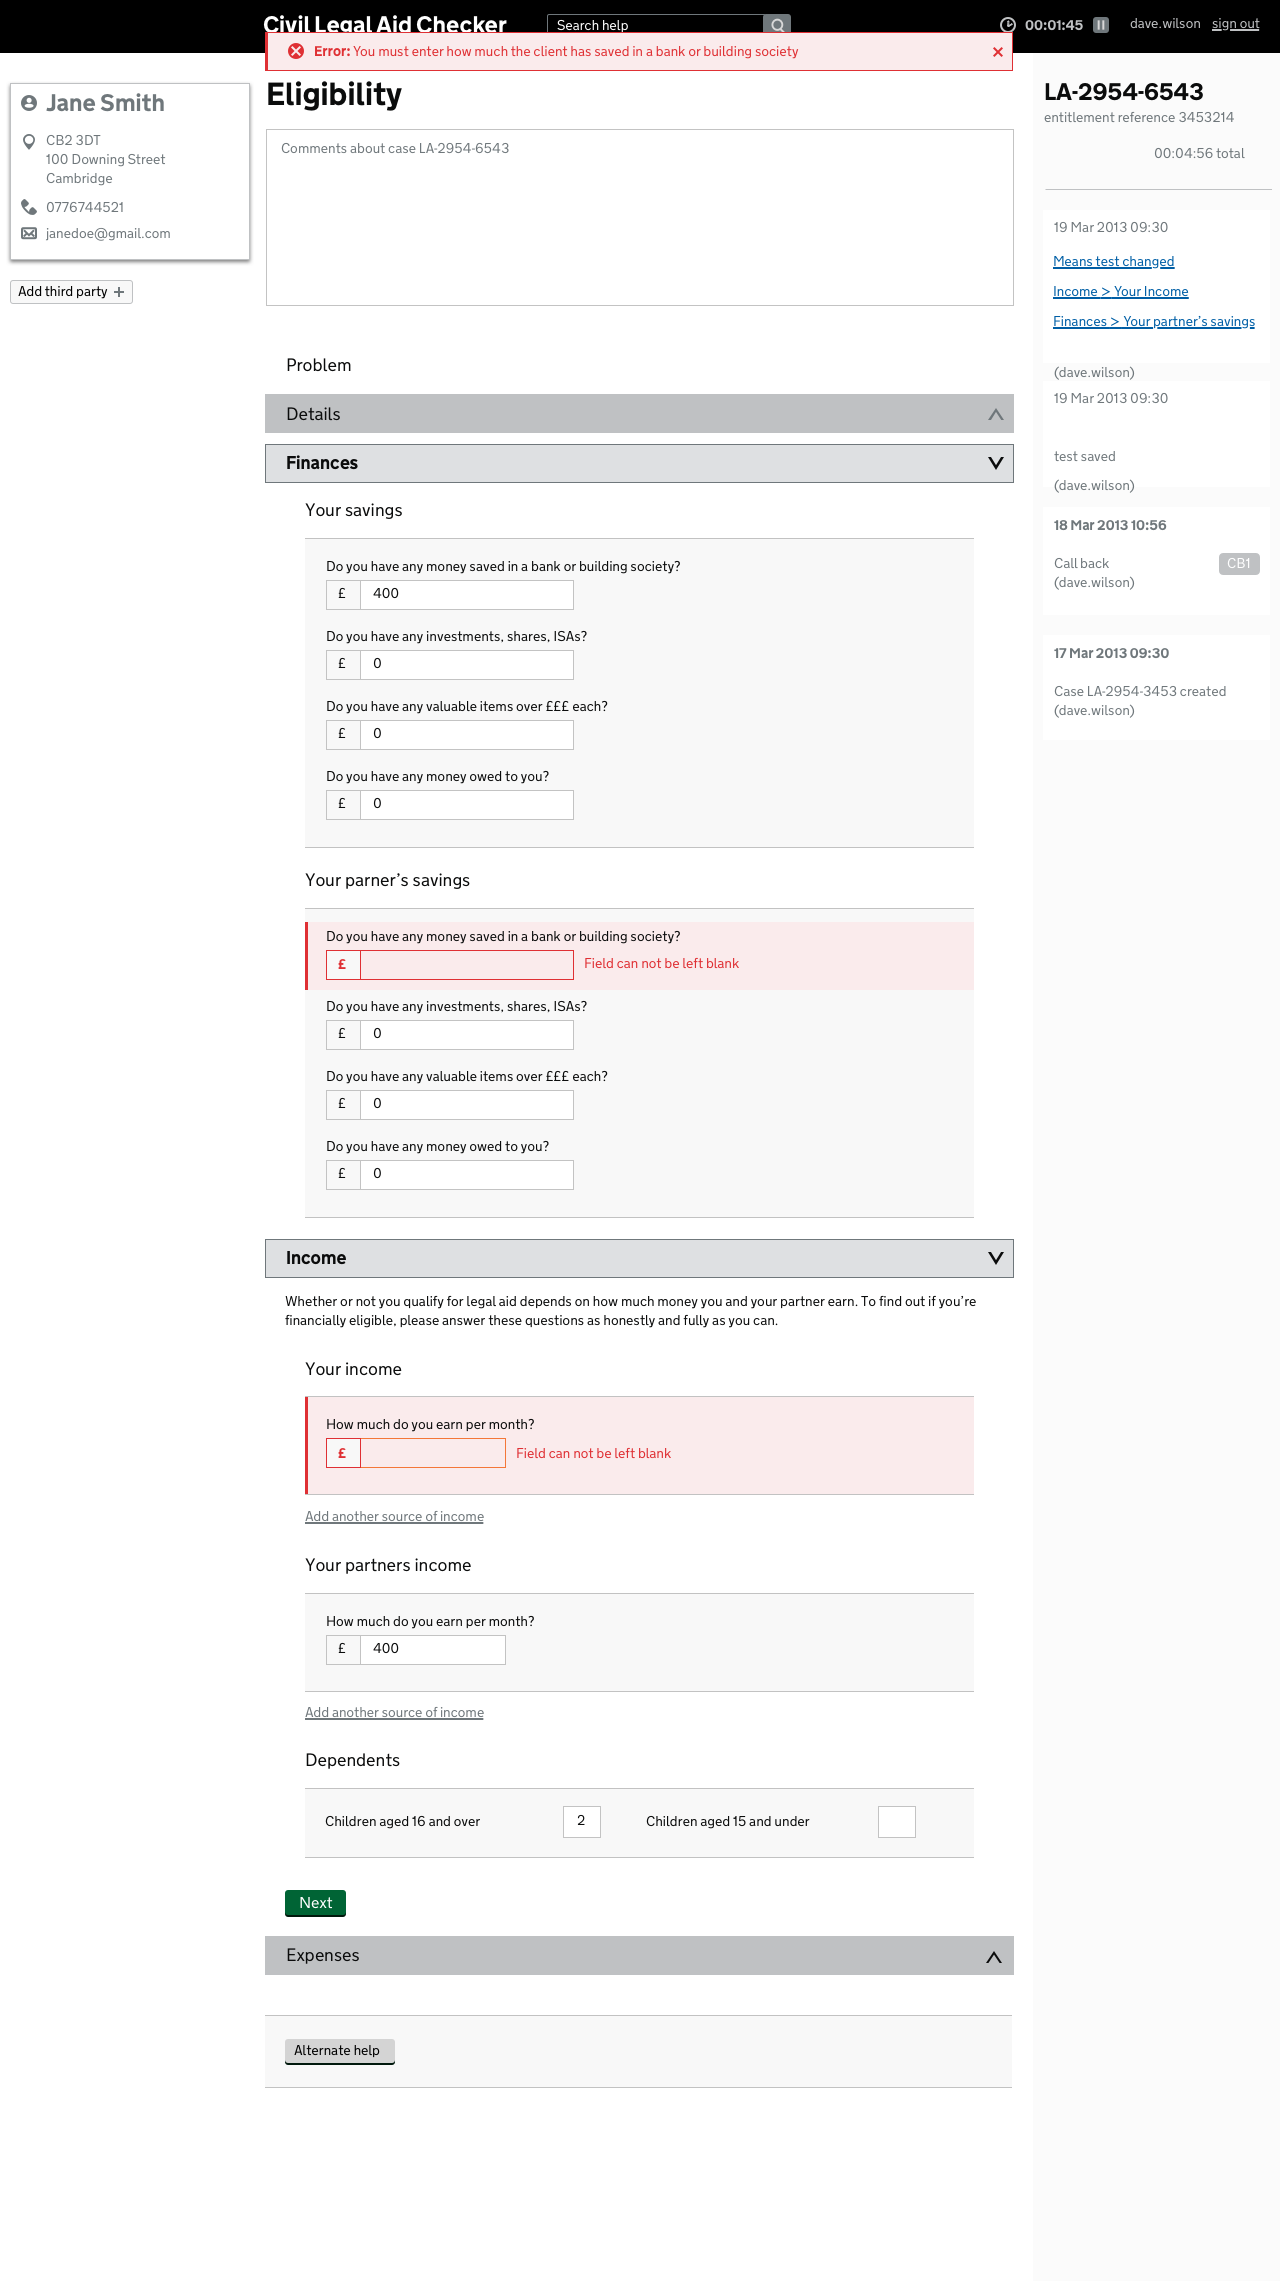 Civil Legal Aid Checker
Search help
00:01:45
dave.wilson
sign out
Error: You must enter how much the client has saved in a bank or building society
Jane Smith
CB2 3DT
100 Downing Street
Cambridge
0776744521
janedoe@gmail.com
Add third party
Eligibility
Comments about case LA-2954-6543
Problem
Details
Finances
Your savings
Do you have any money saved in a bank or building society?
£ 400
Do you have any investments, shares, ISAs?
£ 0
Do you have any valuable items over £££ each?
£ 0
Do you have any money owed to you?
£ 0
Your parner’s savings
Do you have any money saved in a bank or building society?
£ Field can not be left blank
Do you have any investments, shares, ISAs?
£ 0
Do you have any valuable items over £££ each?
£ 0
Do you have any money owed to you?
£ 0
Income
Whether or not you qualify for legal aid depends on how much money you and your partner earn. To find out if you’re
financially eligible, please answer these questions as honestly and fully as you can.
Your income
How much do you earn per month?
£ Field can not be left blank
Add another source of income
Your partners income
How much do you earn per month?
£ 400
Add another source of income
Dependents
Children aged 16 and over 2 Children aged 15 and under
Next
Expenses
Alternate help
LA-2954-6543
entitlement reference 3453214
00:04:56 total
19 Mar 2013 09:30
Means test changed
Income > Your Income
Finances > Your partner’s savings
(dave.wilson)
19 Mar 2013 09:30
test saved
(dave.wilson)
18 Mar 2013 10:56
Call back CB1
(dave.wilson)
17 Mar 2013 09:30
Case LA-2954-3453 created
(dave.wilson)